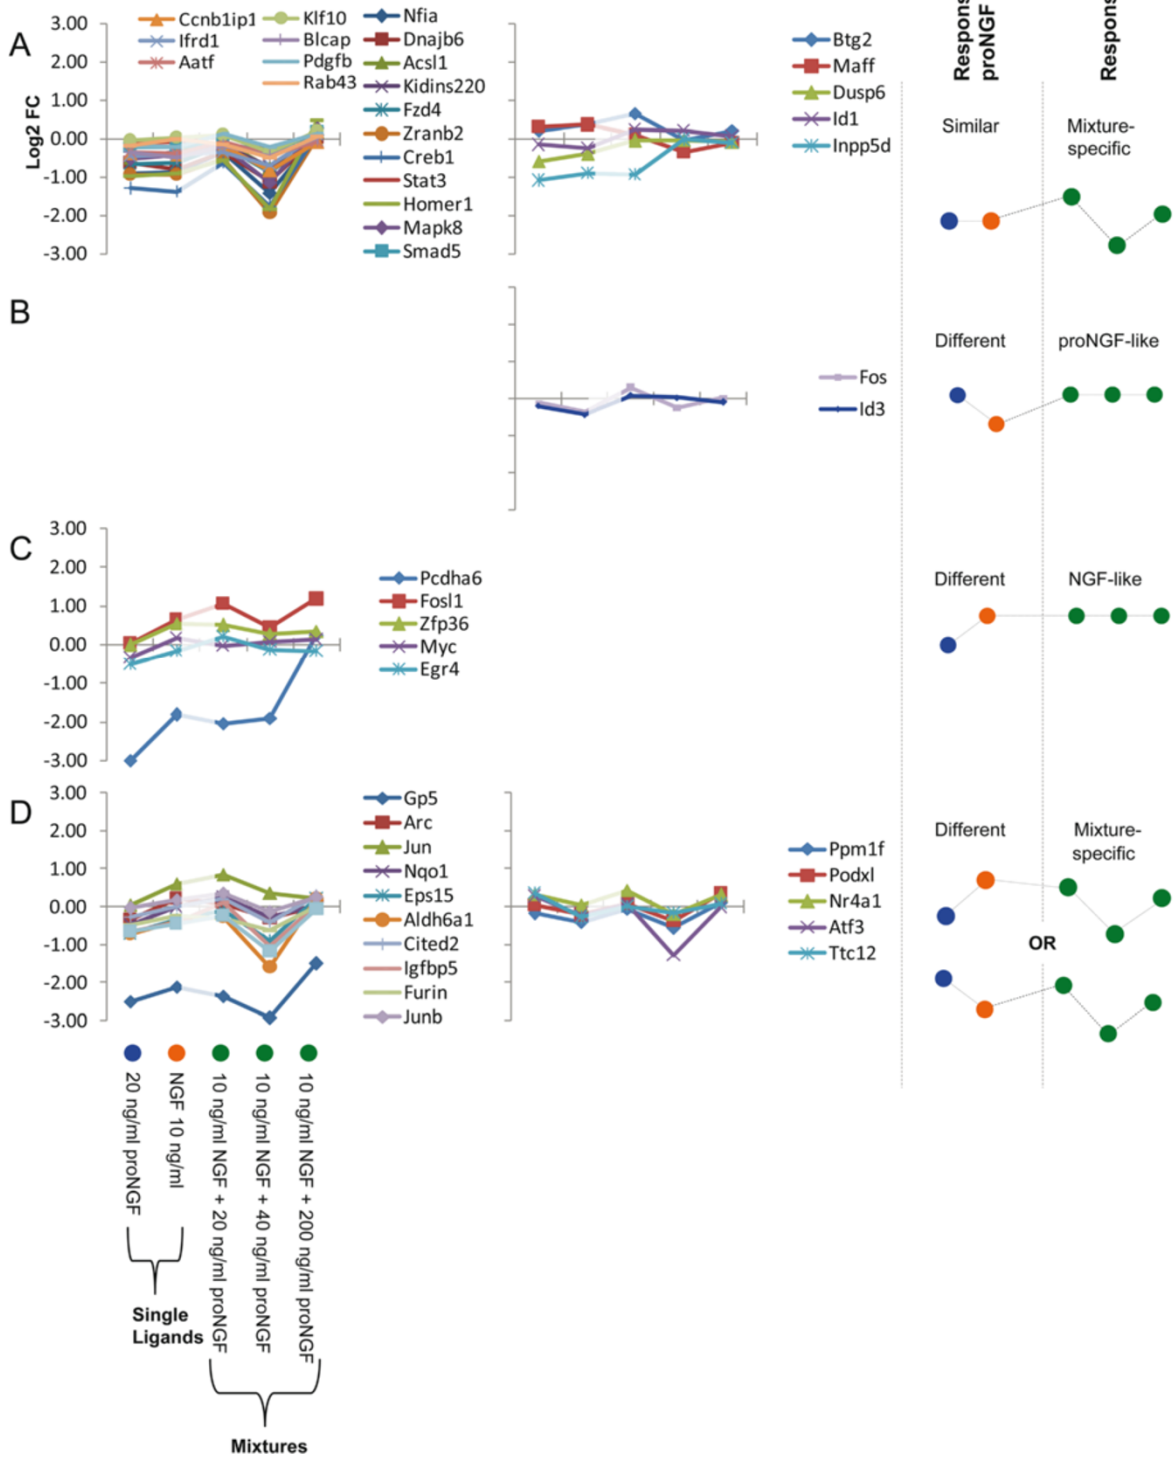 A
Log2 FC
3.00
2.00
1.00
0.00
-1.00
-2.00
-3.00
Ccnb1ip1
Ifrd1
Aatf
Klf10
Blcap
Pdgfb
Rab43
Nfia
Dnajb6
Acsl1
Kidins220
Fzd4
Zranb2
Creb1
Stat3
Homer1
Mapk8
Smad5
Btg2
Maff
Dusp6
Id1
Inpp5d
proNGF
Similar
Mixture-
specific
B
Fos
Id3
Different
proNGF-like
C
3.00
2.00
1.00
0.00
-1.00
-2.00
-3.00
Pcdha6
Fosl1
Zfp36
Myc
Egr4
Different
NGF-like
D
3.00
2.00
1.00
0.00
-1.00
-2.00
-3.00
Gp5
Arc
Jun
Nqo1
Eps15
Aldh6a1
Cited2
Igfbp5
Furin
Junb
Ppm1f
Podxl
Nr4a1
Atf3
Ttc12
Different
Mixture-
specific
OR
20 ng/ml proNGF
NGF 10 ng/ml
10 ng/ml NGF + 20 ng/ml proNGF
10 ng/ml NGF + 40 ng/ml proNGF
10 ng/ml NGF + 200 ng/ml proNGF
Single
Ligands
Mixtures